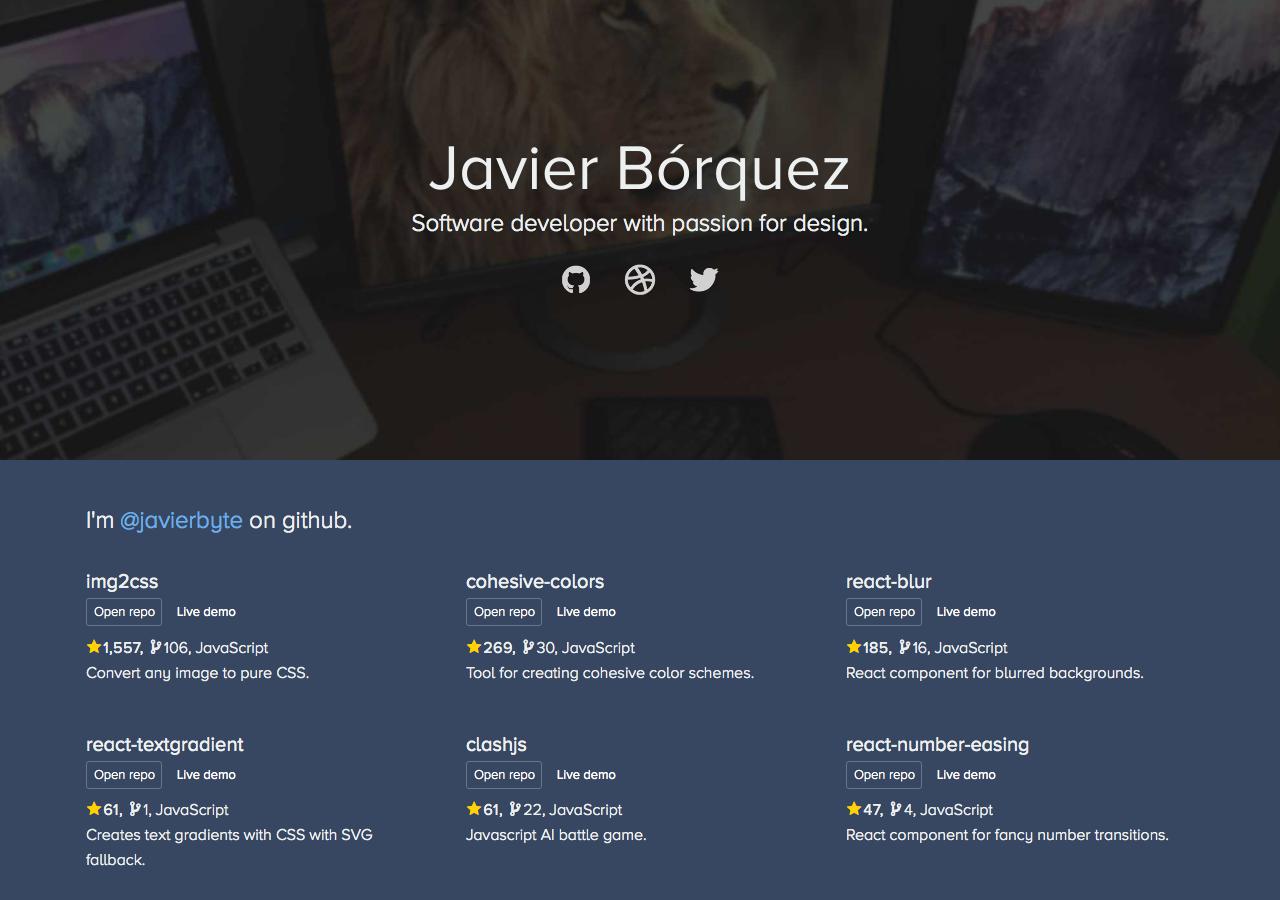 Javier Bórquez
Software developer with passion for design.
I'm @javierbyte on github.
img2css
Open repo Live demo
1,557, 106, JavaScript
Convert any image to pure CSS.
cohesive-colors
Open repo Live demo
269, 30, JavaScript
Tool for creating cohesive color schemes.
react-blur
Open repo Live demo
185, 16, JavaScript
React component for blurred backgrounds.
react-textgradient
Open repo Live demo
61, 1, JavaScript
Creates text gradients with CSS with SVG
fallback.
clashjs
Open repo Live demo
61, 22, JavaScript
Javascript AI battle game.
react-number-easing
Open repo Live demo
47, 4, JavaScript
React component for fancy number transitions.